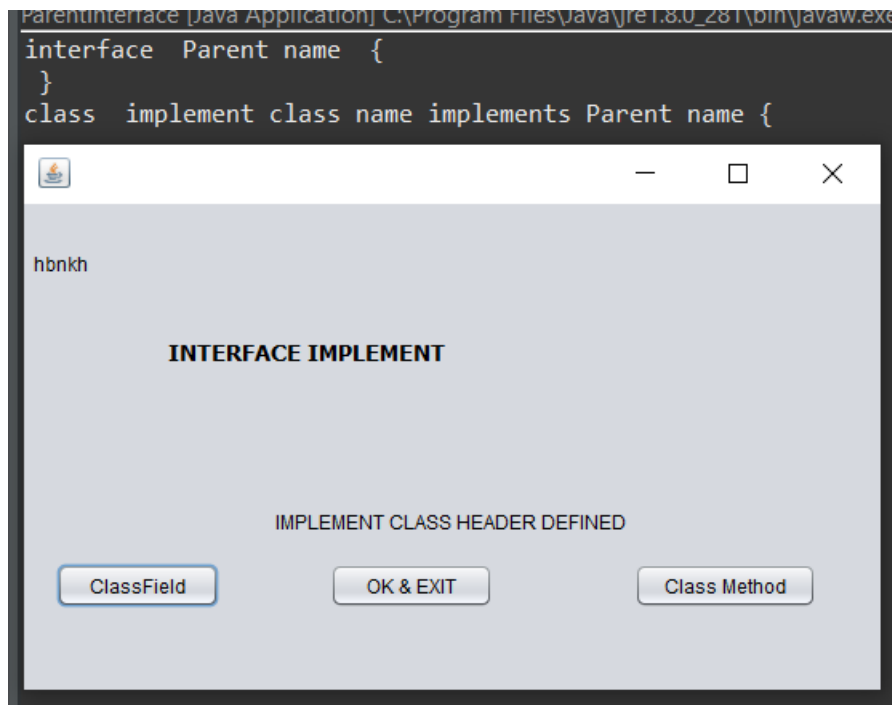 ParentInterface [Java Application] C:\Program Files\Java\jre1.8.0_281\bin\javaw.exe
interface  Parent name  {
 }
class  implement class name implements Parent name {
hbnkh
INTERFACE IMPLEMENT
IMPLEMENT CLASS HEADER DEFINED
ClassField
OK & EXIT
Class Method